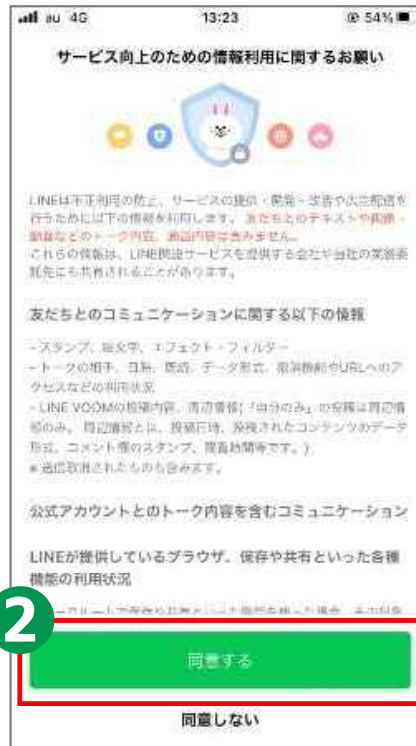 au 4G 13:23 54%
サービス向上のための情報利用に関するお願い
LINEは不正利用の防止、サービスの提供・開発・改善や広告配信を
行うために以下の情報を利用します。友だちとのテキストや画像・
動画などのトーク内容、通話内容は含みません。
これらの情報は、LINE関連サービスを提供する会社や当社の業務委
託先にも共有されることがあります。
友だちとのコミュニケーションに関する以下の情報
-スタンプ、絵文字、エフェクト・フィルター
-トークの相手、日時、既読、データ形式、取消機能やURLへのア
クセスなどの利用状況
- LINE VOOMの投稿内容、周辺情報(「自分のみ」の投稿は周辺情
報のみ。周辺情報とは、投稿日時、投稿されたコンテンツのデータ
形式、コメント欄のスタンプ、閲覧時間等です。)
※送信取消されたものも含みます。
公式アカウントとのトーク内容を含むコミュニケーション
LINEが提供しているブラウザ、保存や共有といった各種
機能の利用状況
2
同意する
同意しない